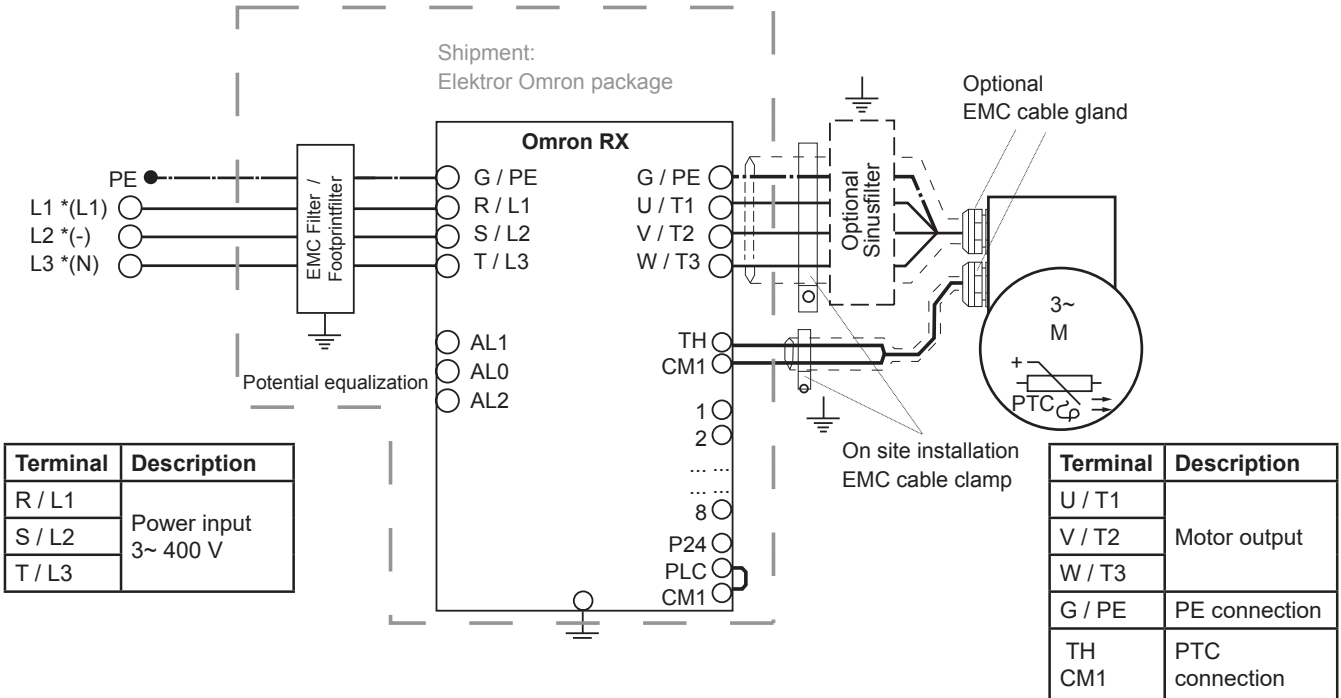 Shipment:
Elektror Omron package
Omron RX
EMC Filter /
Footprintfilter
PE
L1 *(L1)
L2 *(-)
L3 *(N)
G / PE
R / L1
S / L2
T / L3
AL1
AL0
AL2
Potential equalization
G / PE
U / T1
V / T2
W / T3
TH
CM1
1
2
... ...
... ...
8
P24
PLC
CM1
Optional
Sinusfilter
Optional
EMC cable gland
3~
M
+
PTC
On site installation
EMC cable clamp
Terminal Description
R / L1
S / L2
T / L3
Power input
3~ 400 V
Terminal Description
U / T1
V / T2
W / T3
Motor output
G / PE PE connection
TH PTC
CM1 connection